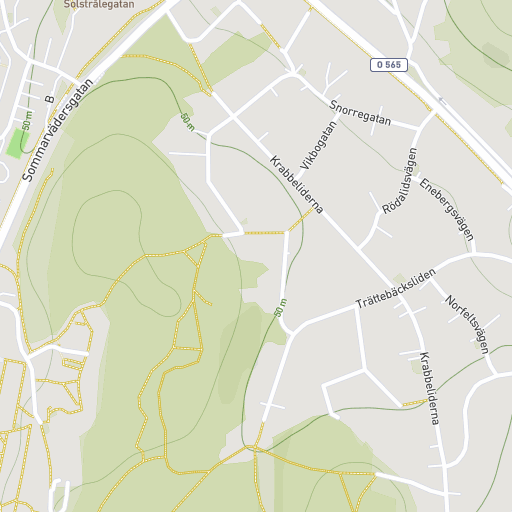 Solstrålegatan
O 565
B
50 m
Sommarvädersgatan
50 m
Snorregatan
Vikbogatan
Krabbeliderna
Rödalidsvägen
Enebergsvägen
Trättebäcksliden
50 m
Norfeltsvägen
Krabbeliderna